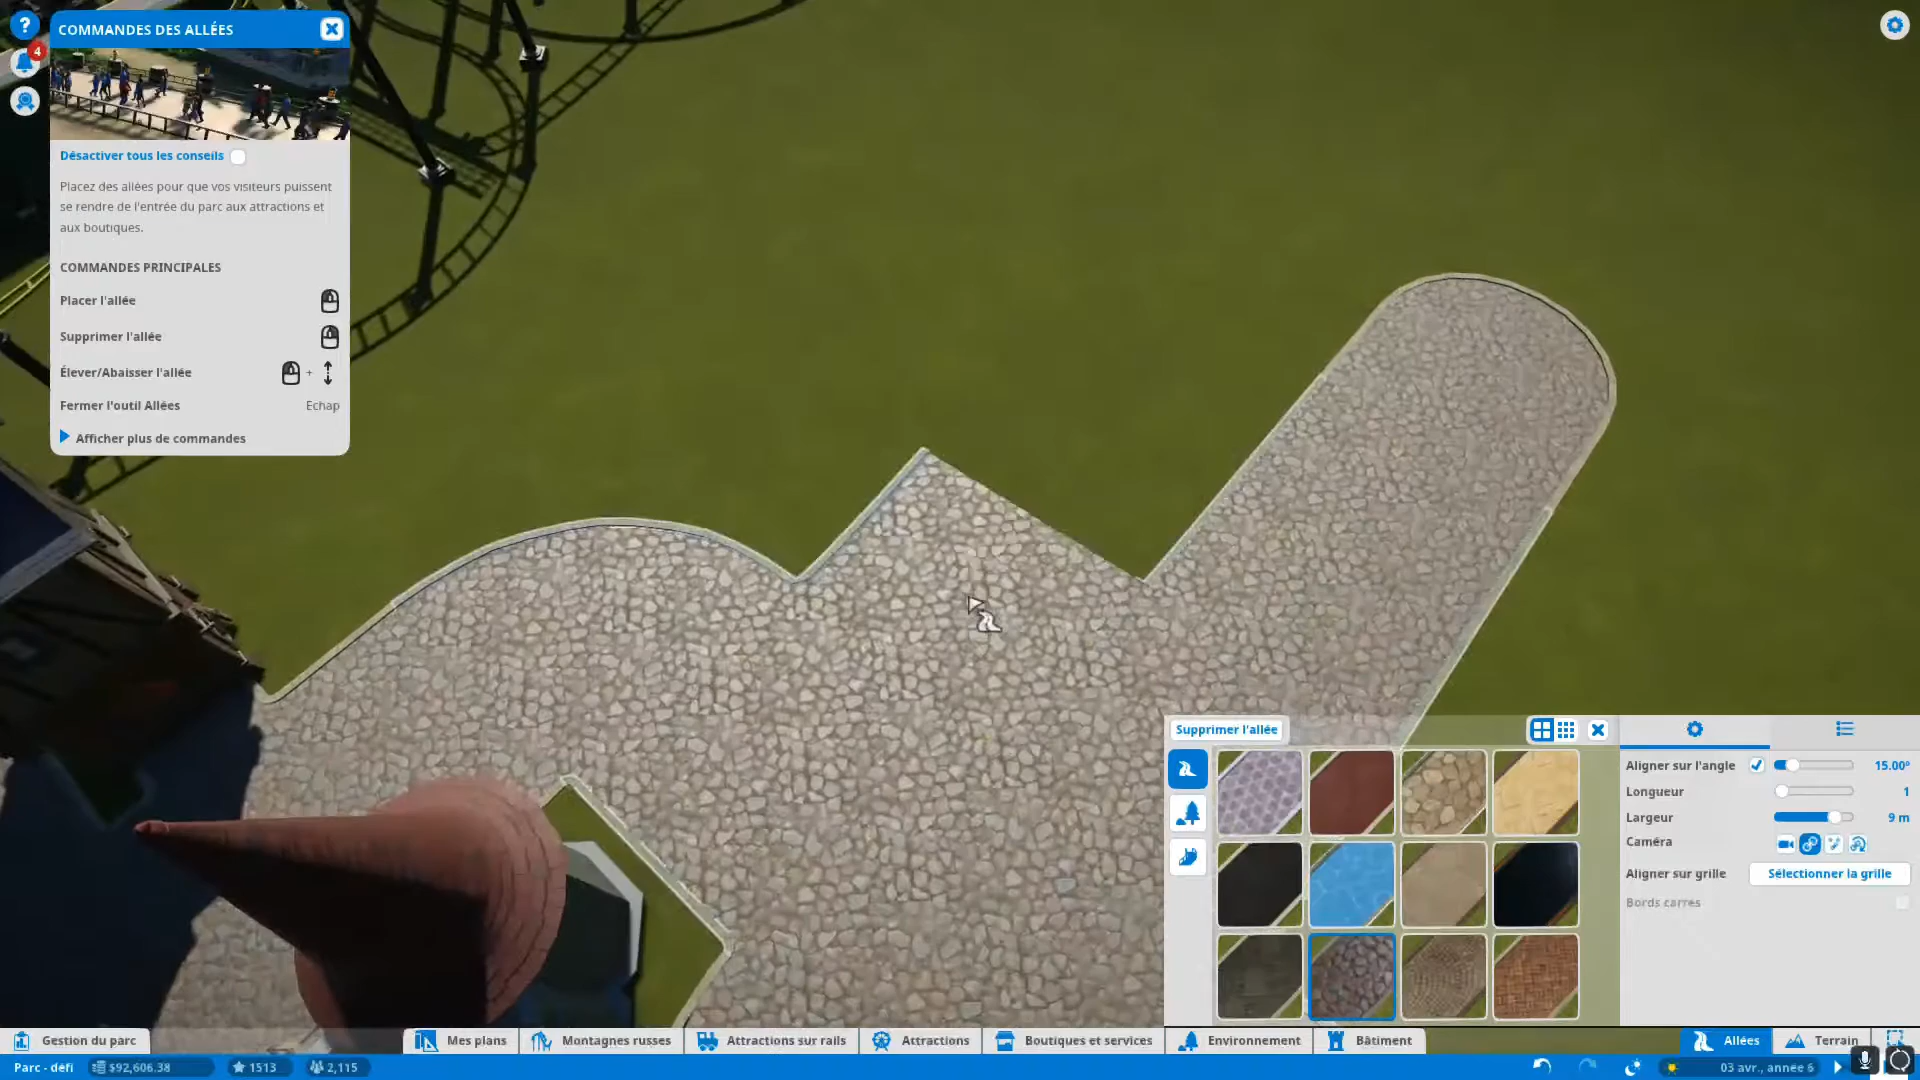 ?
COMMANDES DES ALLÉES
4
Désactiver tous les conseils
Placez des allées pour que vos visiteurs puissent
se rendre de l'entrée du parc aux attractions et
aux boutiques.
COMMANDES PRINCIPALES
Placer l'allée
Supprimer l'allée
Élever/Abaisser l'allée +
Fermer l'outil Allées Echap
Afficher plus de commandes
Supprimer l'allée
Aligner sur l'angle 15.00°
Longueur 1
Largeur 9 m
Caméra
Aligner sur grille Sélectionner la grille
Bords carres
Gestion du parc Mes plans Montagnes russes Attractions sur rails Attractions Boutiques et services Environnement Bâtiment Allées Terrain
Parc - défi $92,606.38 1513 2,115 03 avr., année 6